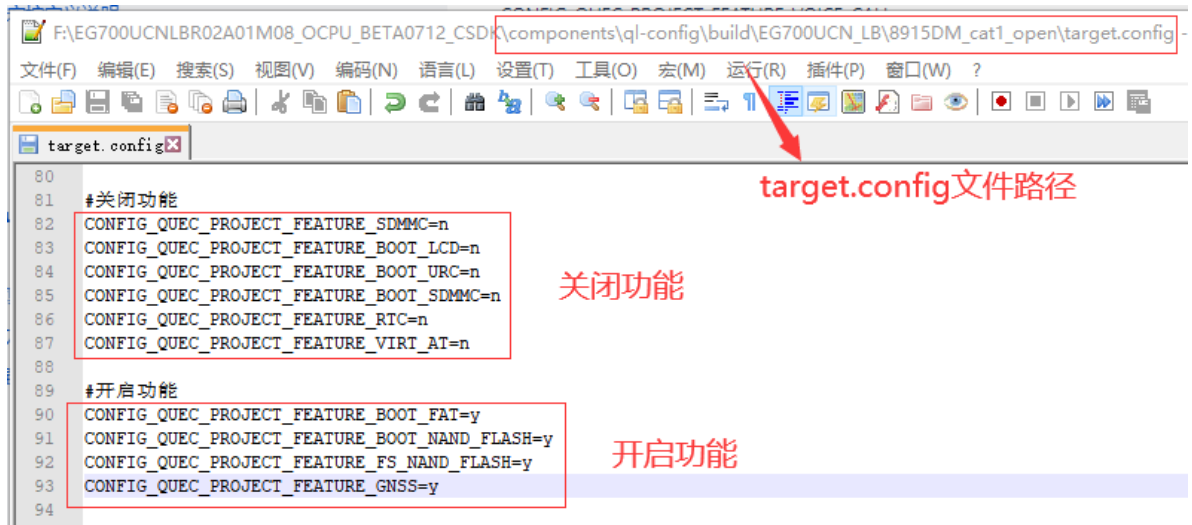 F:\EG700UCNLBR02A01M08_OCPU_BETA0712_CSDK\components\ql-config\build\EG700UCN_LB\8915DM_cat1_open\target.config -
文件(F) 编辑(E) 搜索(S) 视图(V) 编码(N) 语言(L) 设置(T) 工具(O) 宏(M) 运行(R) 插件(P) 窗口(W) ?
target.config
target.config文件路径
80
81 #关闭功能
82 CONFIG_QUEC_PROJECT_FEATURE_SDMMC=n
83 CONFIG_QUEC_PROJECT_FEATURE_BOOT_LCD=n
84 CONFIG_QUEC_PROJECT_FEATURE_BOOT_URC=n
85 CONFIG_QUEC_PROJECT_FEATURE_BOOT_SDMMC=n
关闭功能
86 CONFIG_QUEC_PROJECT_FEATURE_RTC=n
87 CONFIG_QUEC_PROJECT_FEATURE_VIRT_AT=n
88
89 #开启功能
90 CONFIG_QUEC_PROJECT_FEATURE_BOOT_FAT=y
91 CONFIG_QUEC_PROJECT_FEATURE_BOOT_NAND_FLASH=y
92 CONFIG_QUEC_PROJECT_FEATURE_FS_NAND_FLASH=y
开启功能
93 CONFIG_QUEC_PROJECT_FEATURE_GNSS=y
94